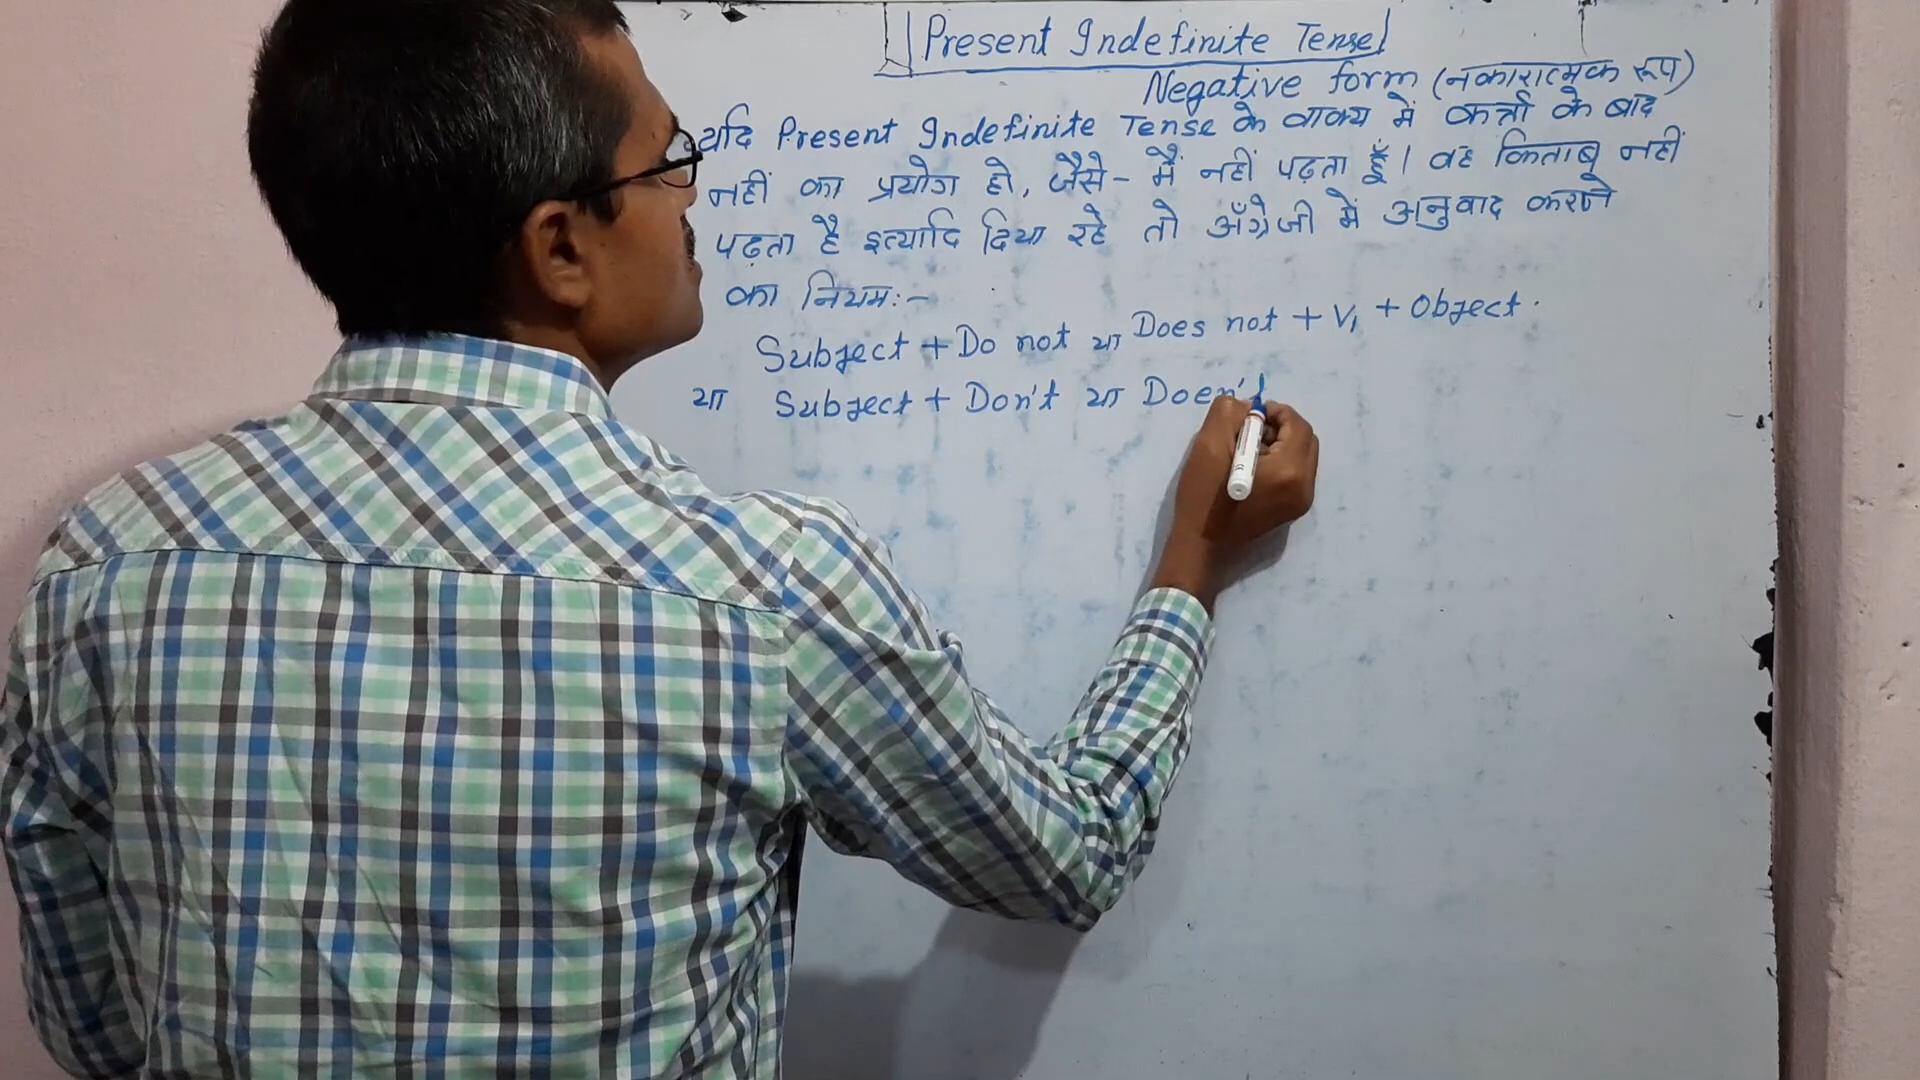 Present Indefinite Tense
Negative form (नकारात्मक रूप)
यदि Present Indefinite Tense के वाक्य में कर्त्ता के बाद
नहीं का प्रयोग हो, जैसे- मैं नहीं पढ़ता हूँ। वह किताब नहीं
पढ़ता है इत्यादि दिया रहे तो अँग्रेजी में अनुवाद करने
का नियम:-
Subject + Do not या Does not + V₁ + Object.
या Subject + Don't या Doen't